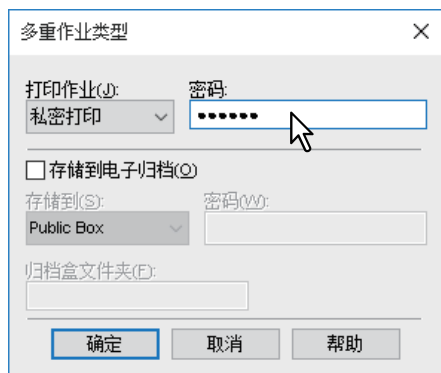 多重作业类型
打印作业(J): 密码:
私密打印 ●●●●●●
存储到电子归档(O)
存储到(S): 密码(W):
Public Box
归档盒文件夹(F):
确定 取消 帮助